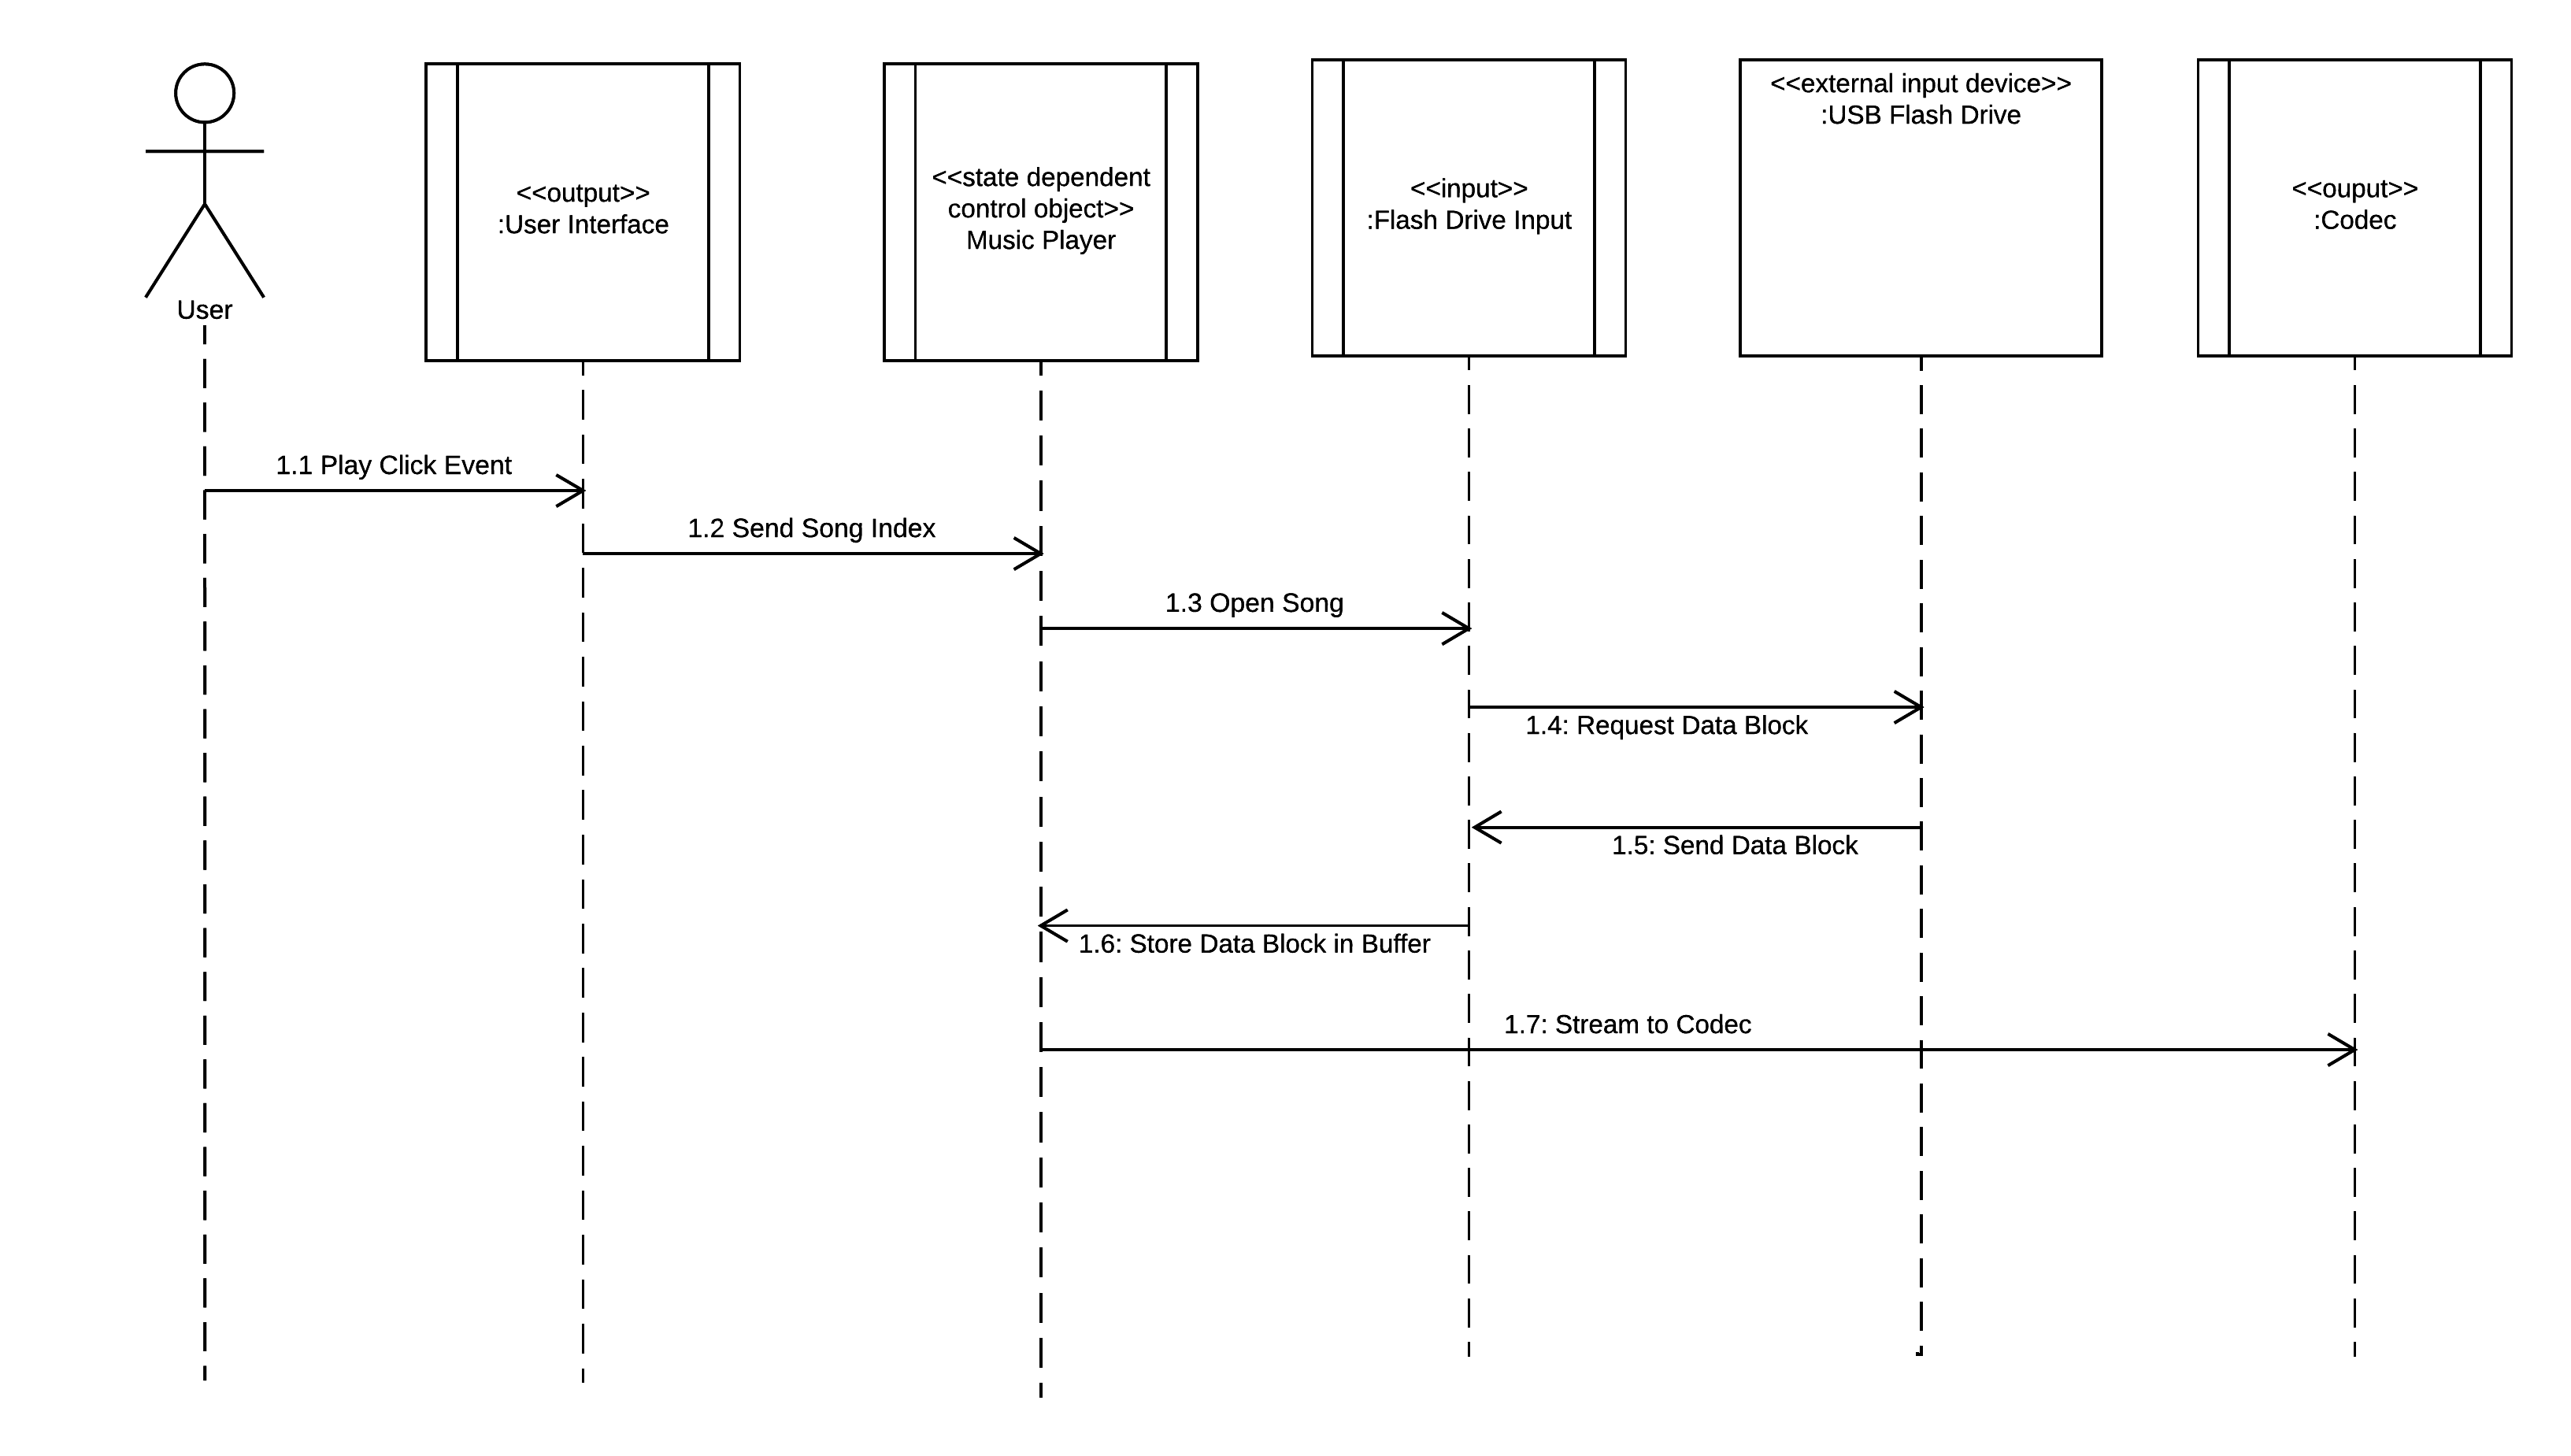 User
<<output>>
:User Interface
<<state dependent
control object>>
Music Player
<<input>>
:Flash Drive Input
<<external input device>>
:USB Flash Drive
<<ouput>>
:Codec
1.1 Play Click Event
1.2 Send Song Index
1.3 Open Song
1.4: Request Data Block
1.5: Send Data Block
1.6: Store Data Block in Buffer
1.7: Stream to Codec